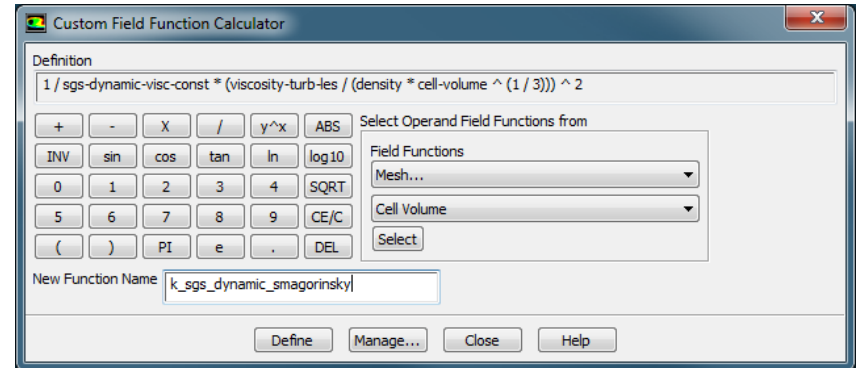 Custom Field Function Calculator
X
Definition
1 / sgs-dynamic-visc-const * (viscosity-turb-les / (density * cell-volume ^ (1 / 3))) ^ 2
+ - X / y^x ABS
INV sin cos tan ln log10
0 1 2 3 4 SQRT
5 6 7 8 9 CE/C
( ) PI e . DEL
Select Operand Field Functions from
Field Functions
Mesh...
Cell Volume
Select
New Function Name k_sgs_dynamic_smagorinsky
Define Manage... Close Help